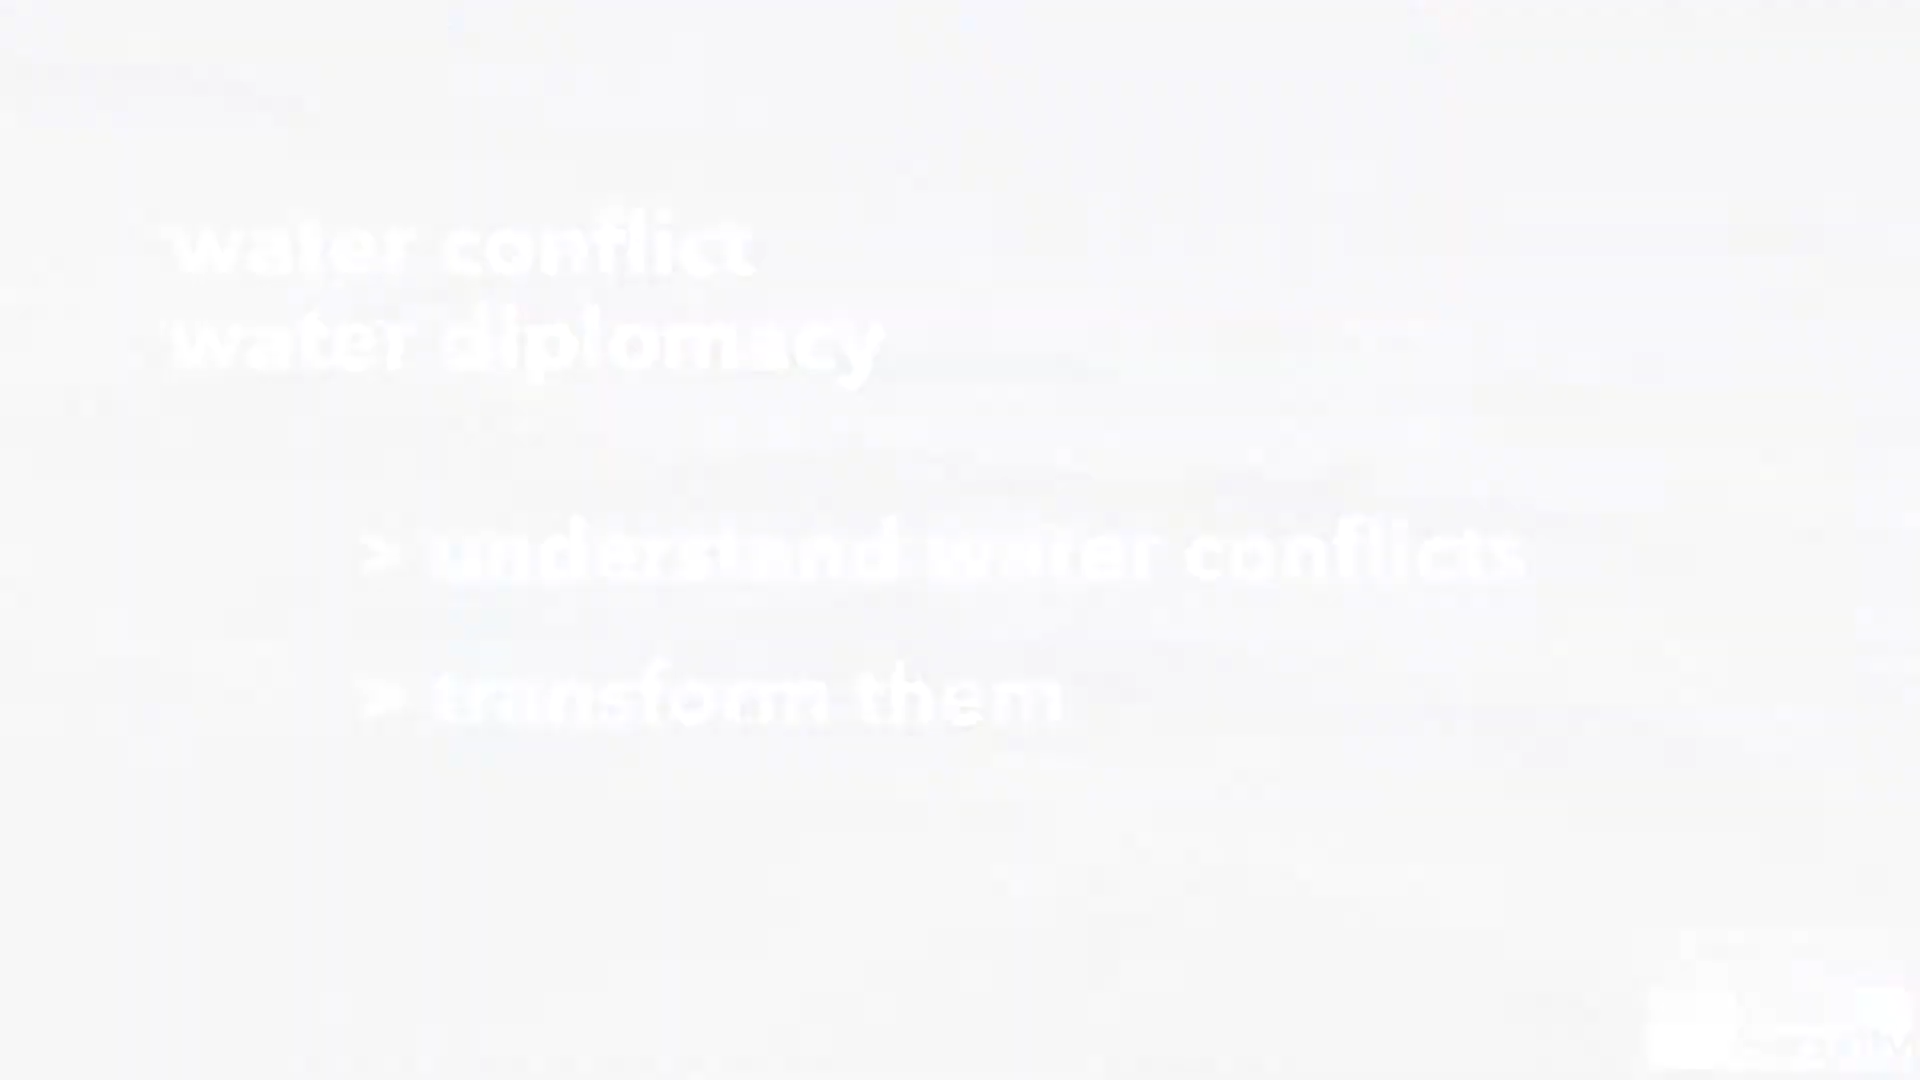 water conflict
water diplomacy
> understand water conflicts
> transform them